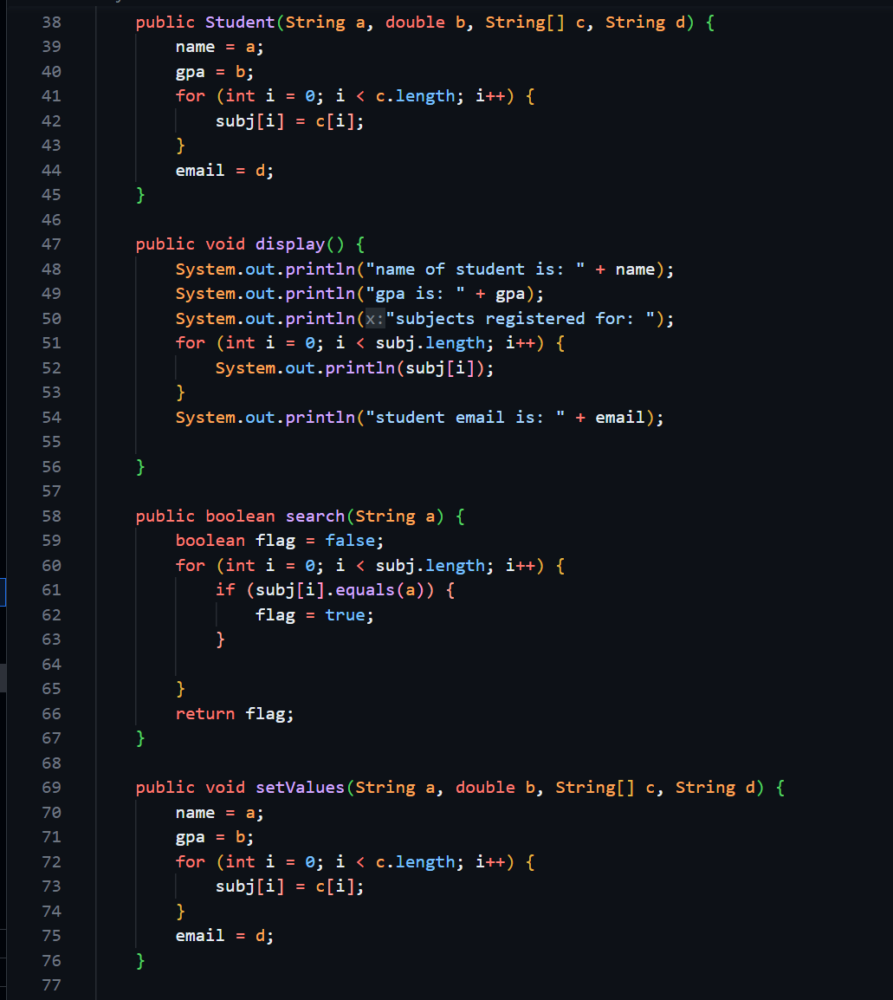 38 public Student(String a, double b, String[] c, String d) {
39 name = a;
40 gpa = b;
41 for (int i = 0; i < c.length; i++) {
42 subj[i] = c[i];
43 }
44 email = d;
45 }
46
47 public void display() {
48 System.out.println("name of student is: " + name);
49 System.out.println("gpa is: " + gpa);
50 System.out.println(x:"subjects registered for: ");
51 for (int i = 0; i < subj.length; i++) {
52 System.out.println(subj[i]);
53 }
54 System.out.println("student email is: " + email);
55
56 }
57
58 public boolean search(String a) {
59 boolean flag = false;
60 for (int i = 0; i < subj.length; i++) {
61 if (subj[i].equals(a)) {
62 flag = true;
63 }
64
65 }
66 return flag;
67 }
68
69 public void setValues(String a, double b, String[] c, String d) {
70 name = a;
71 gpa = b;
72 for (int i = 0; i < c.length; i++) {
73 subj[i] = c[i];
74 }
75 email = d;
76 }
77